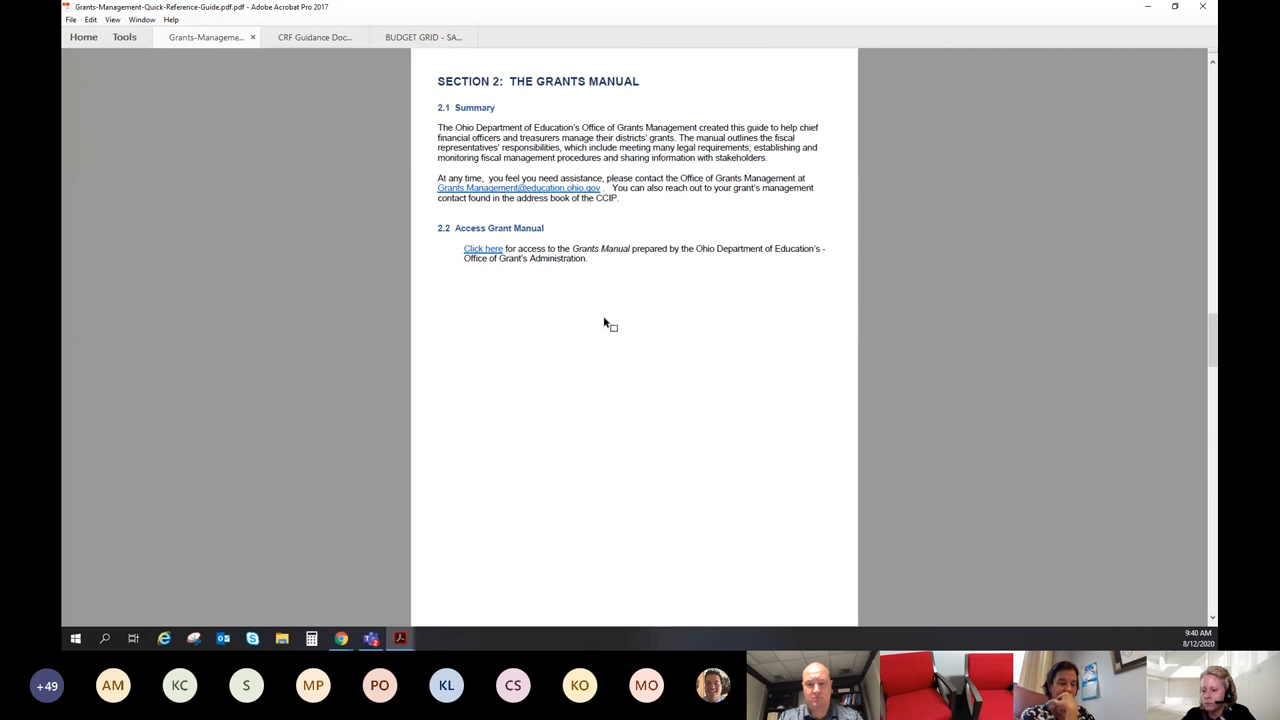 Grants-Management-Quick-Reference-Guide.pdf.pdf - Adobe Acrobat Pro 2017
File Edit View Window Help
Home Tools Grants-Manageme... × CRF Guidance Doc... BUDGET GRID - SA...
SECTION 2: THE GRANTS MANUAL
2.1 Summary
The Ohio Department of Education's Office of Grants Management created this guide to help chief
financial officers and treasurers manage their districts' grants. The manual outlines the fiscal
representatives' responsibilities, which include meeting many legal requirements; establishing and
monitoring fiscal management procedures and sharing information with stakeholders.
At any time, you feel you need assistance, please contact the Office of Grants Management at
Grants.Management@education.ohio.gov . You can also reach out to your grant's management
contact found in the address book of the CCIP.
2.2 Access Grant Manual
Click here for access to the Grants Manual prepared by the Ohio Department of Education's -
Office of Grant's Administration.
9:40 AM
8/12/2020
+49 AM KC S MP PO KL CS KO MO